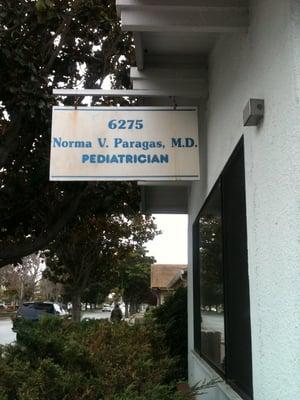 6275
Norma V. Paragas, M.D.
PEDIATRICIAN